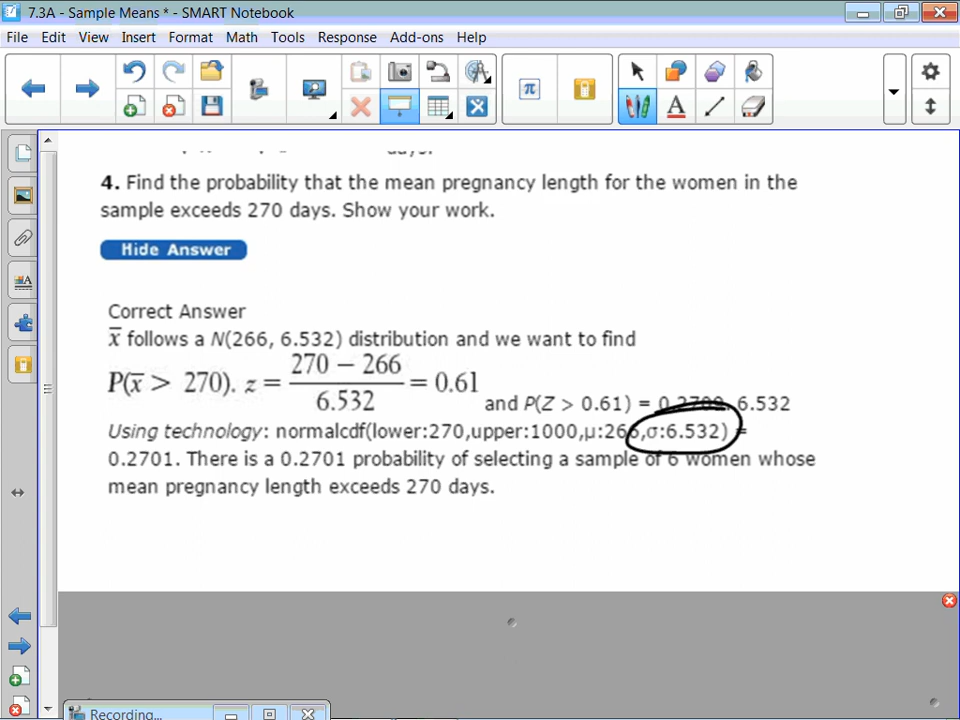 7.3A - Sample Means * - SMART Notebook
File Edit View Insert Format Math Tools Response Add-ons Help
days.
4. Find the probability that the mean pregnancy length for the women in the
sample exceeds 270 days. Show your work.
Hide Answer
Correct Answer
x̅ follows a N(266, 6.532) distribution and we want to find
P(x̅ > 270). z = (270 − 266)/6.532 = 0.61
and P(Z > 0.61) = 6.532
Using technology: normalcdf(lower:270,upper:1000,μ:266,σ:6.532) =
0.2701. There is a 0.2701 probability of selecting a sample of 6 women whose
mean pregnancy length exceeds 270 days.
Recording...